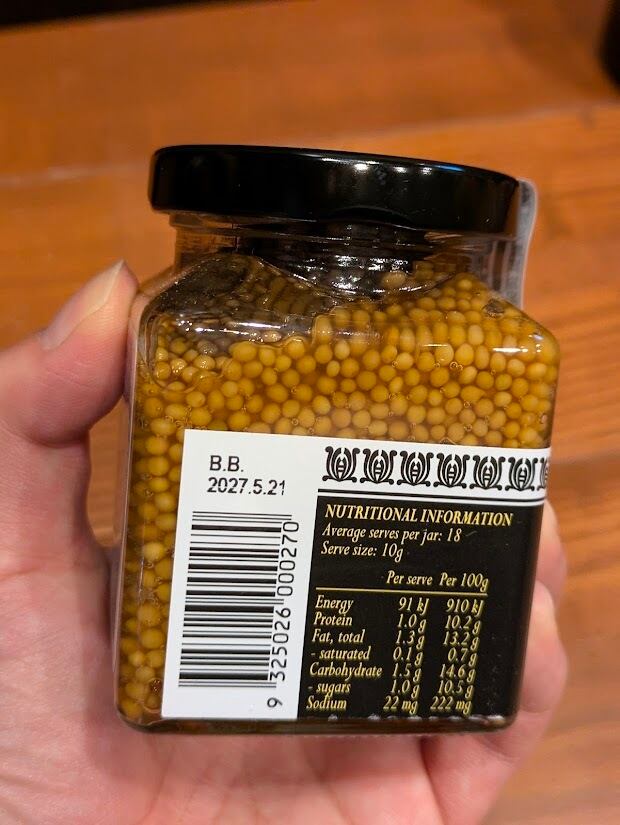 B.B.
2027.5.21
9 325026 000270
NUTRITIONAL INFORMATION
Average serves per jar: 18
Serve size: 10g
Per serve Per 100g
Energy 91 kJ 910 kJ
Protein 1.0 g 10.2 g
Fat, total 1.3 g 13.2 g
- saturated 0.1 g 0.7 g
Carbohydrate 1.5 g 14.6 g
- sugars 1.0 g 10.5 g
Sodium 22 mg 222 mg